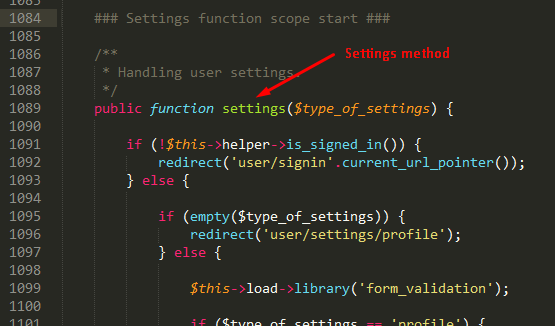 1084 ### Settings function scope start ###
1085
1086 /** Settings method
1087 * Handling user settings.
1088 */
1089 public function settings($type_of_settings) {
1090
1091 if (!$this->helper->is_signed_in()) {
1092 redirect('user/signin'.current_url_pointer());
1093 } else {
1094
1095 if (empty($type_of_settings)) {
1096 redirect('user/settings/profile');
1097 } else {
1098
1099 $this->load->library('form_validation');
1100
1101 if ($type_of_settings == 'profile') {